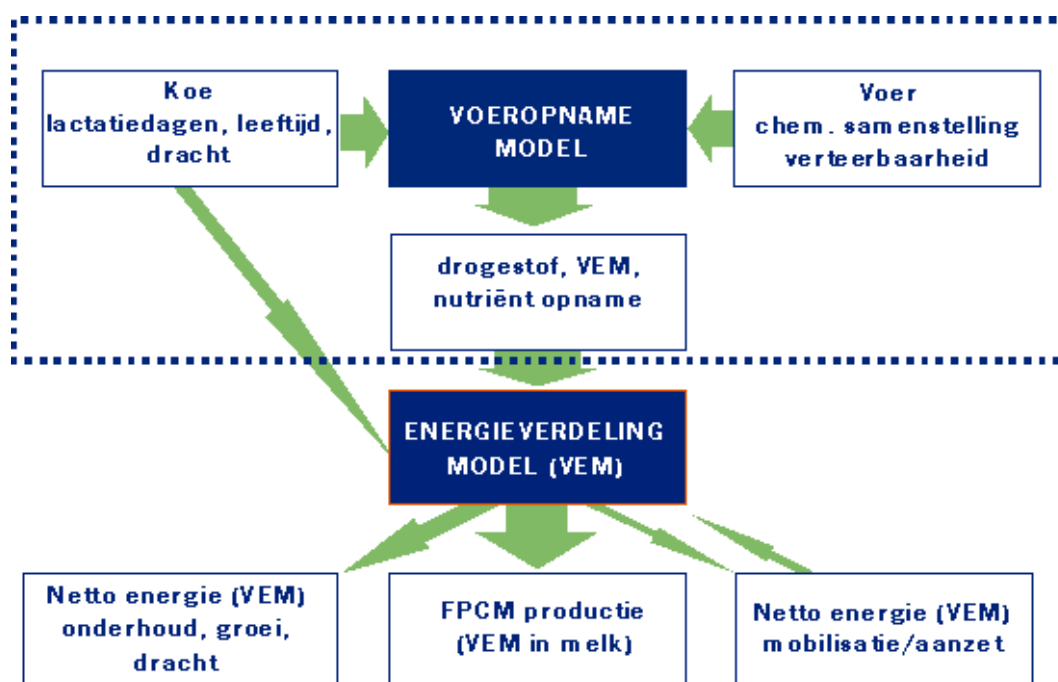 Koe
lactatiedagen, leeftijd,
dracht
VOEROPNAME
MODEL
Voer
chem. samenstelling
verteerbaarheid
drogestof, VEM,
nutriënt opname
ENERGIEVERDELING
MODEL (VEM)
Netto energie (VEM)
onderhoud, groei,
dracht
FPCM productie
(VEM in melk)
Netto energie (VEM)
mobilisatie/aanzet